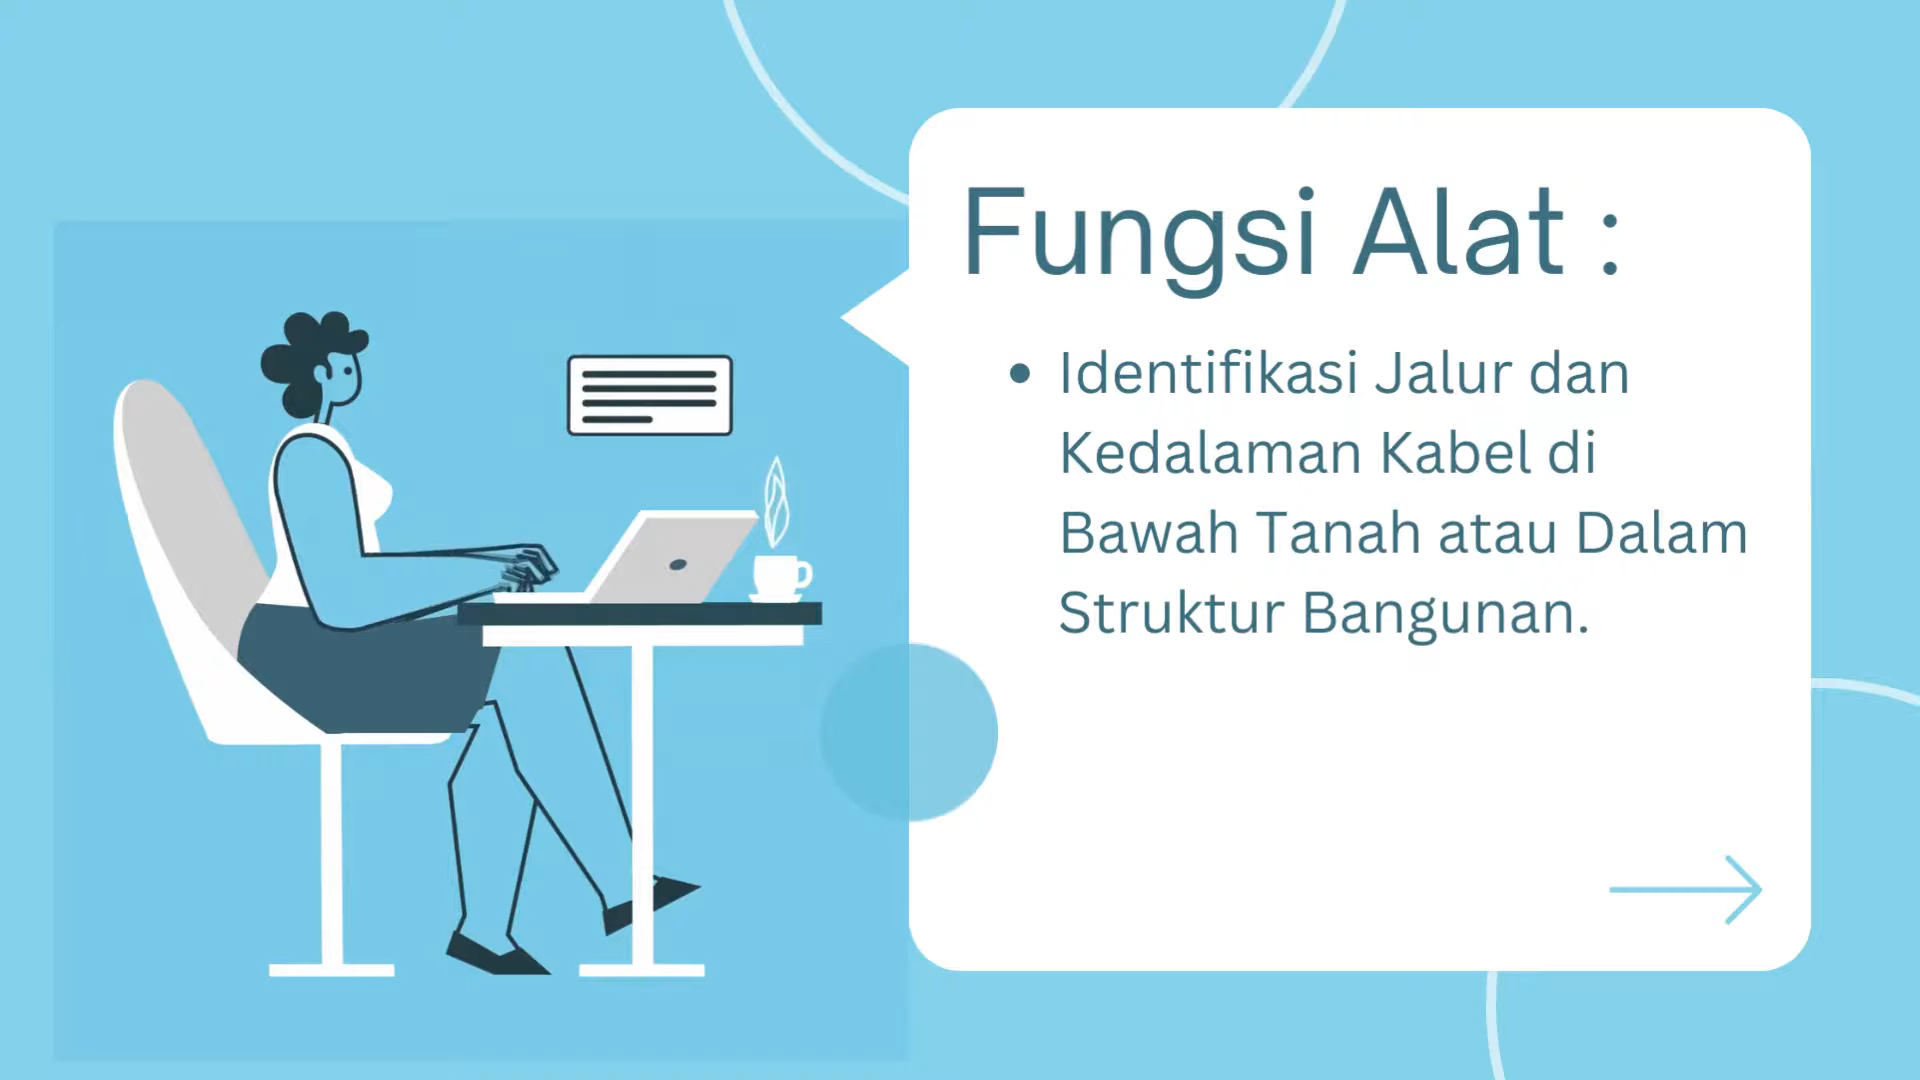 Fungsi Alat :
• Identifikasi Jalur dan
Kedalaman Kabel di
Bawah Tanah atau Dalam
Struktur Bangunan.